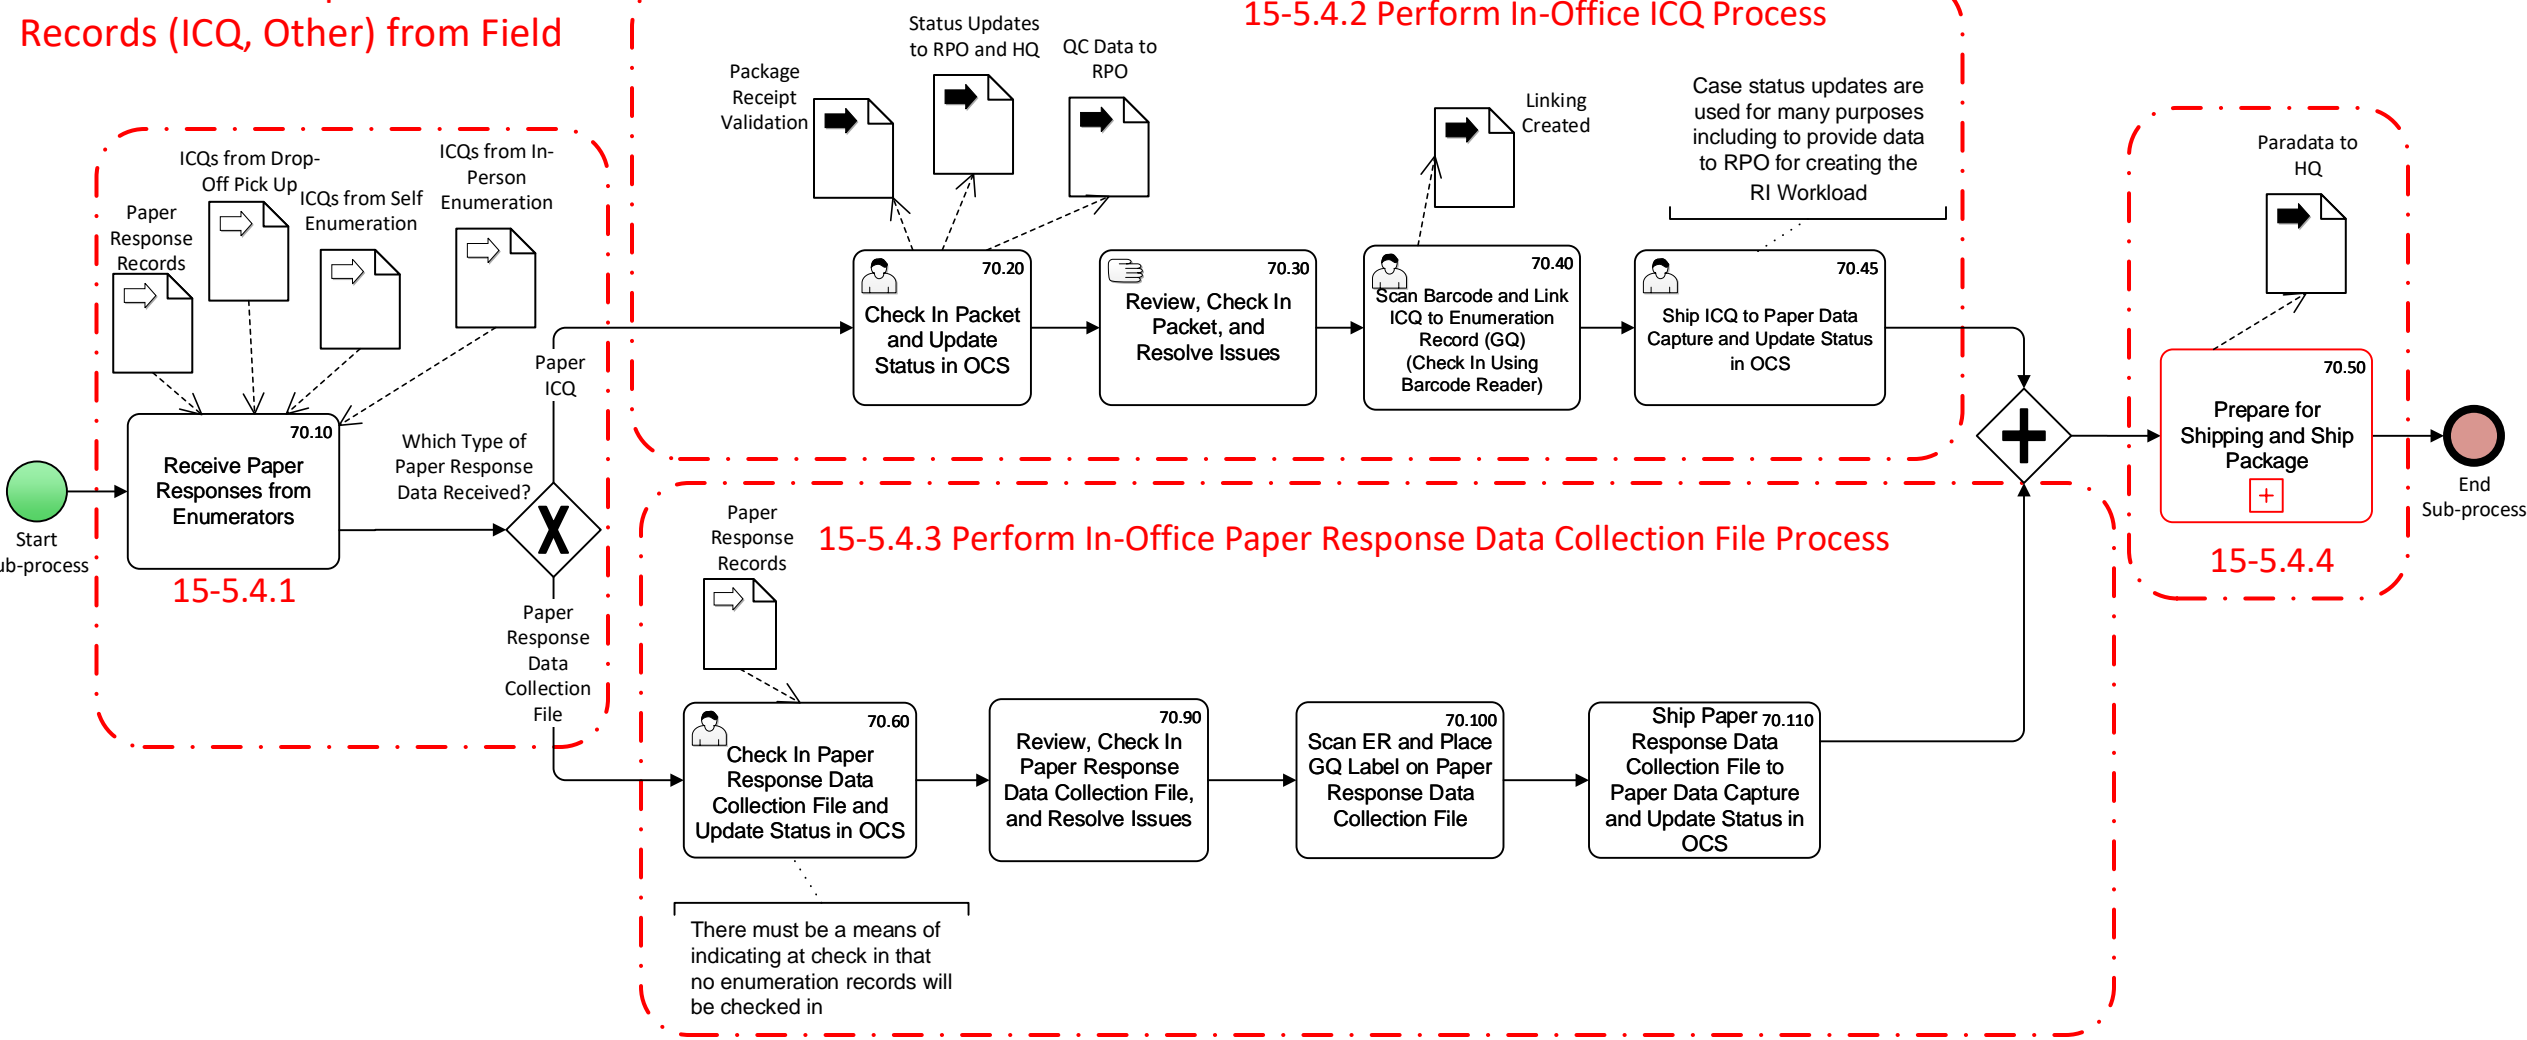 Records (ICQ, Other) from Field
15-5.4.2 Perform In-Office ICQ Process
Status Updates
to RPO and HQ
QC Data to
RPO
Package
Receipt
Validation
Linking
Created
Case status updates are
used for many purposes
including to provide data
to RPO for creating the
RI Workload
Paradata to
HQ
ICQs from Drop-
Off Pick Up
ICQs from Self
Enumeration
ICQs from In-
Person
Enumeration
Paper
Response
Records
70.10
Receive Paper
Responses from
Enumerators
Start
ub-process
15-5.4.1
Which Type of
Paper Response
Data Received?
X
Paper
ICQ
Paper
Response
Data
Collection
File
70.20
Check In Packet
and Update
Status in OCS
70.30
Review, Check In
Packet, and
Resolve Issues
70.40
Scan Barcode and Link
ICQ to Enumeration
Record (GQ)
(Check In Using
Barcode Reader)
70.45
Ship ICQ to Paper Data
Capture and Update Status
in OCS
70.50
Prepare for
Shipping and Ship
Package
15-5.4.4
End
Sub-process
15-5.4.3 Perform In-Office Paper Response Data Collection File Process
Paper
Response
Records
70.60
Check In Paper
Response Data
Collection File and
Update Status in OCS
70.90
Review, Check In
Paper Response
Data Collection File,
and Resolve Issues
70.100
Scan ER and Place
GQ Label on Paper
Response Data
Collection File
70.110
Ship Paper
Response Data
Collection File to
Paper Data Capture
and Update Status in
OCS
There must be a means of
indicating at check in that
no enumeration records will
be checked in